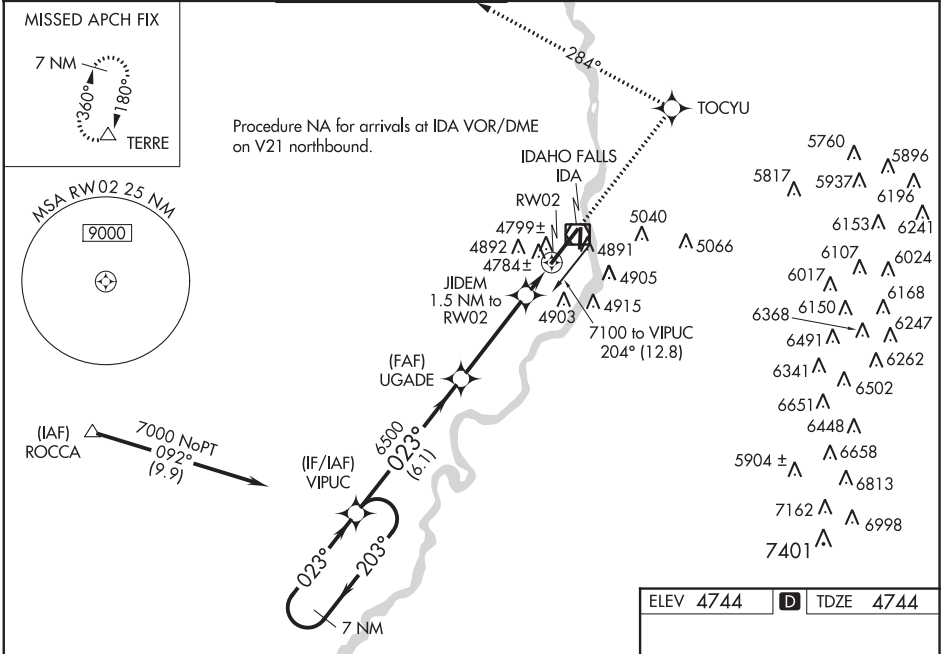 MISSED APCH FIX
7 NM
360°
180°
TERRE
284°
TOCYU
Procedure NA for arrivals at IDA VOR/DME
on V21 northbound.
MSA RW02 25 NM
9000
IDAHO FALLS
IDA
RW02
4799±
4892
4784±
4891
5040
5066
4905
4903
4915
JIDEM
1.5 NM to
RW02
7100 to VIPUC
204° (12.8)
(FAF)
UGADE
(IAF)
ROCCA
7000 NoPT
092°
(9.9)
6500
023°
(6.1)
(IF/IAF)
VIPUC
023°
203°
7 NM
5760
5896
5817
5937
6196
6153
6241
6107
6024
6017
6168
6150
6368
6247
6491
6262
6341
6502
6651
6448
6658
5904 ±
6813
7162
6998
7401
ELEV 4744 D TDZE 4744